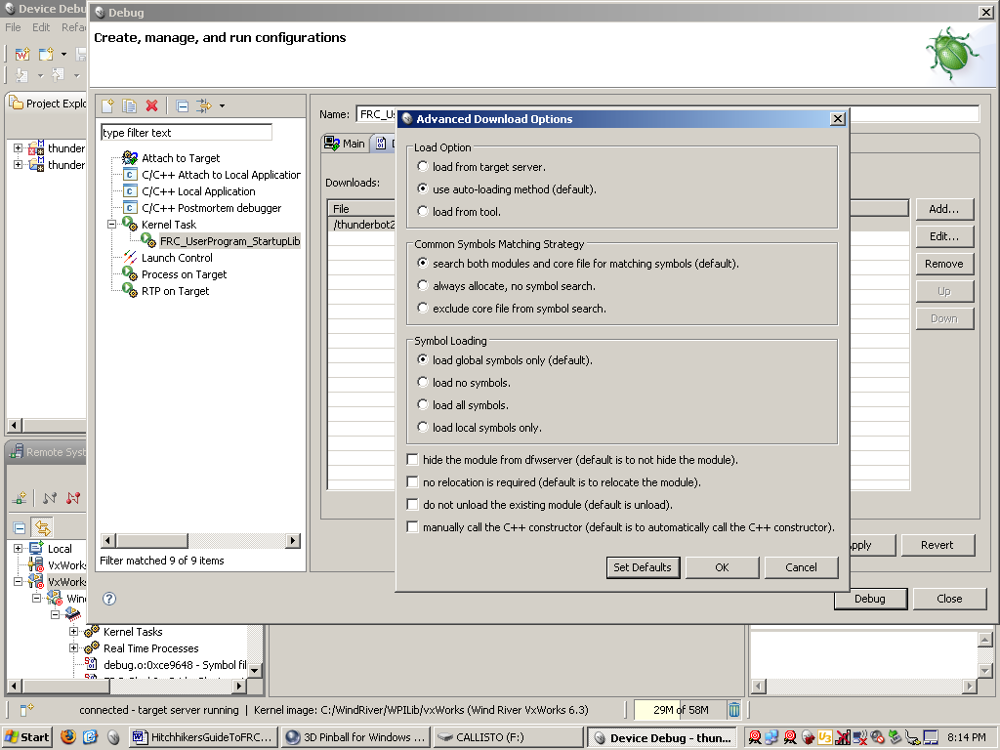 Device Debug
Debug
File Edit Refa
Create, manage, and run configurations
Project Explo
thunder
thunder
type filter text
Attach to Target
C/C++ Attach to Local Application
C/C++ Local Application
C/C++ Postmortem debugger
Kernel Task
FRC_UserProgram_StartupLib
Launch Control
Process on Target
RTP on Target
Filter matched 9 of 9 items
Name: FRC_Us
Main
Downloads:
File
/thunderbot2
Add...
Edit...
Remove
Up
Down
Advanced Download Options
Load Option
load from target server.
use auto-loading method (default).
load from tool.
Common Symbols Matching Strategy
search both modules and core file for matching symbols (default).
always allocate, no symbol search.
exclude core file from symbol search.
Symbol Loading
load global symbols only (default).
load no symbols.
load all symbols.
load local symbols only.
hide the module from dfwserver (default is to not hide the module).
no relocation is required (default is to relocate the module).
do not unload the existing module (default is unload).
manually call the C++ constructor (default is to automatically call the C++ constructor).
Set Defaults OK Cancel
pply Revert
Debug Close
Remote Syst
Local
VxWorks
VxWorks
Wind
Kernel Tasks
Real Time Processes
debug.o:0xce9648 - Symbol fil
connected - target server running Kernel image: C:/WindRiver/WPILib/vxWorks (Wind River VxWorks 6.3) 29M of 58M
Start HitchhikersGuideToFRC... 3D Pinball for Windows ... CALLISTO (F:) Device Debug - thun... 8:14 PM